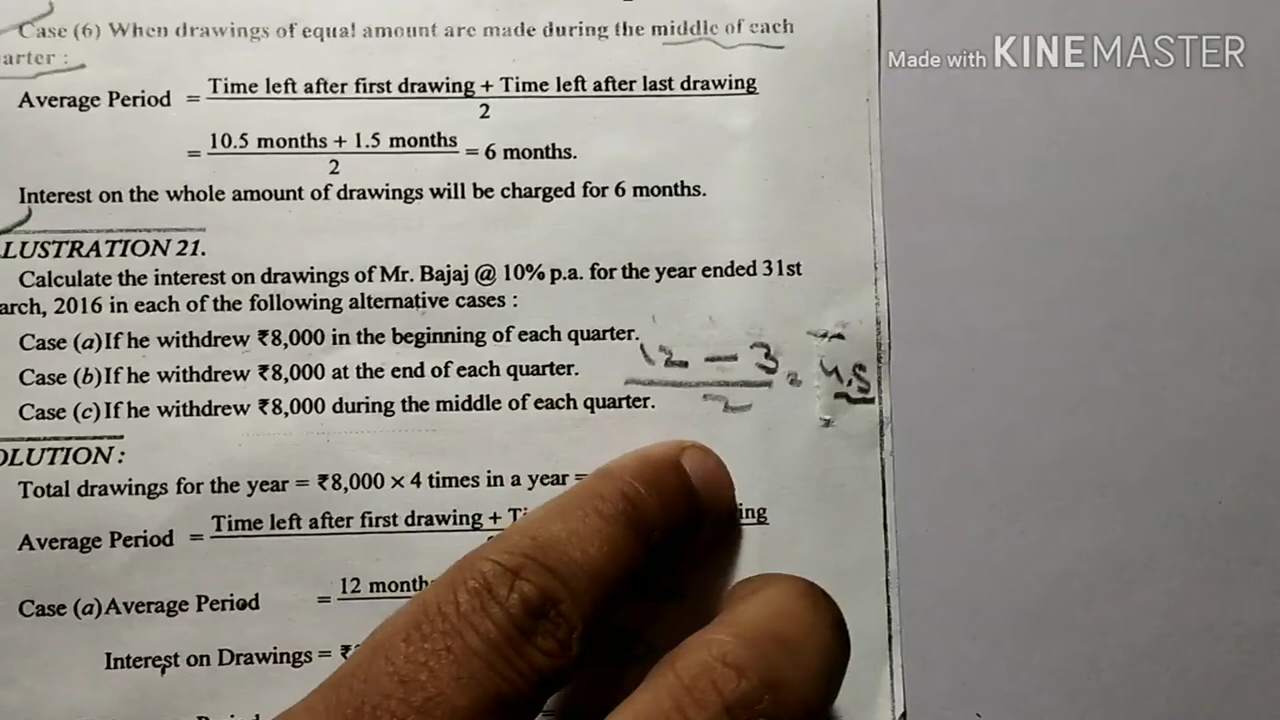 Case (6) When drawings of equal amount are made during the middle of each
arter :
Made with KINEMASTER
Average Period = Time left after first drawing + Time left after last drawing
2
= 10.5 months + 1.5 months = 6 months.
2
Interest on the whole amount of drawings will be charged for 6 months.
LUSTRATION 21.
Calculate the interest on drawings of Mr. Bajaj @ 10% p.a. for the year ended 31st
arch, 2016 in each of the following alternative cases :
Case (a) If he withdrew ₹8,000 in the beginning of each quarter.
Case (b) If he withdrew ₹8,000 at the end of each quarter.
Case (c) If he withdrew ₹8,000 during the middle of each quarter.
12 - 3 = 4.5
2
OLUTION :
Total drawings for the year = ₹8,000 × 4 times in a year =
Average Period = Time left after first drawing + ing
Case (a) Average Period = 12 month
Interest on Drawings = ₹